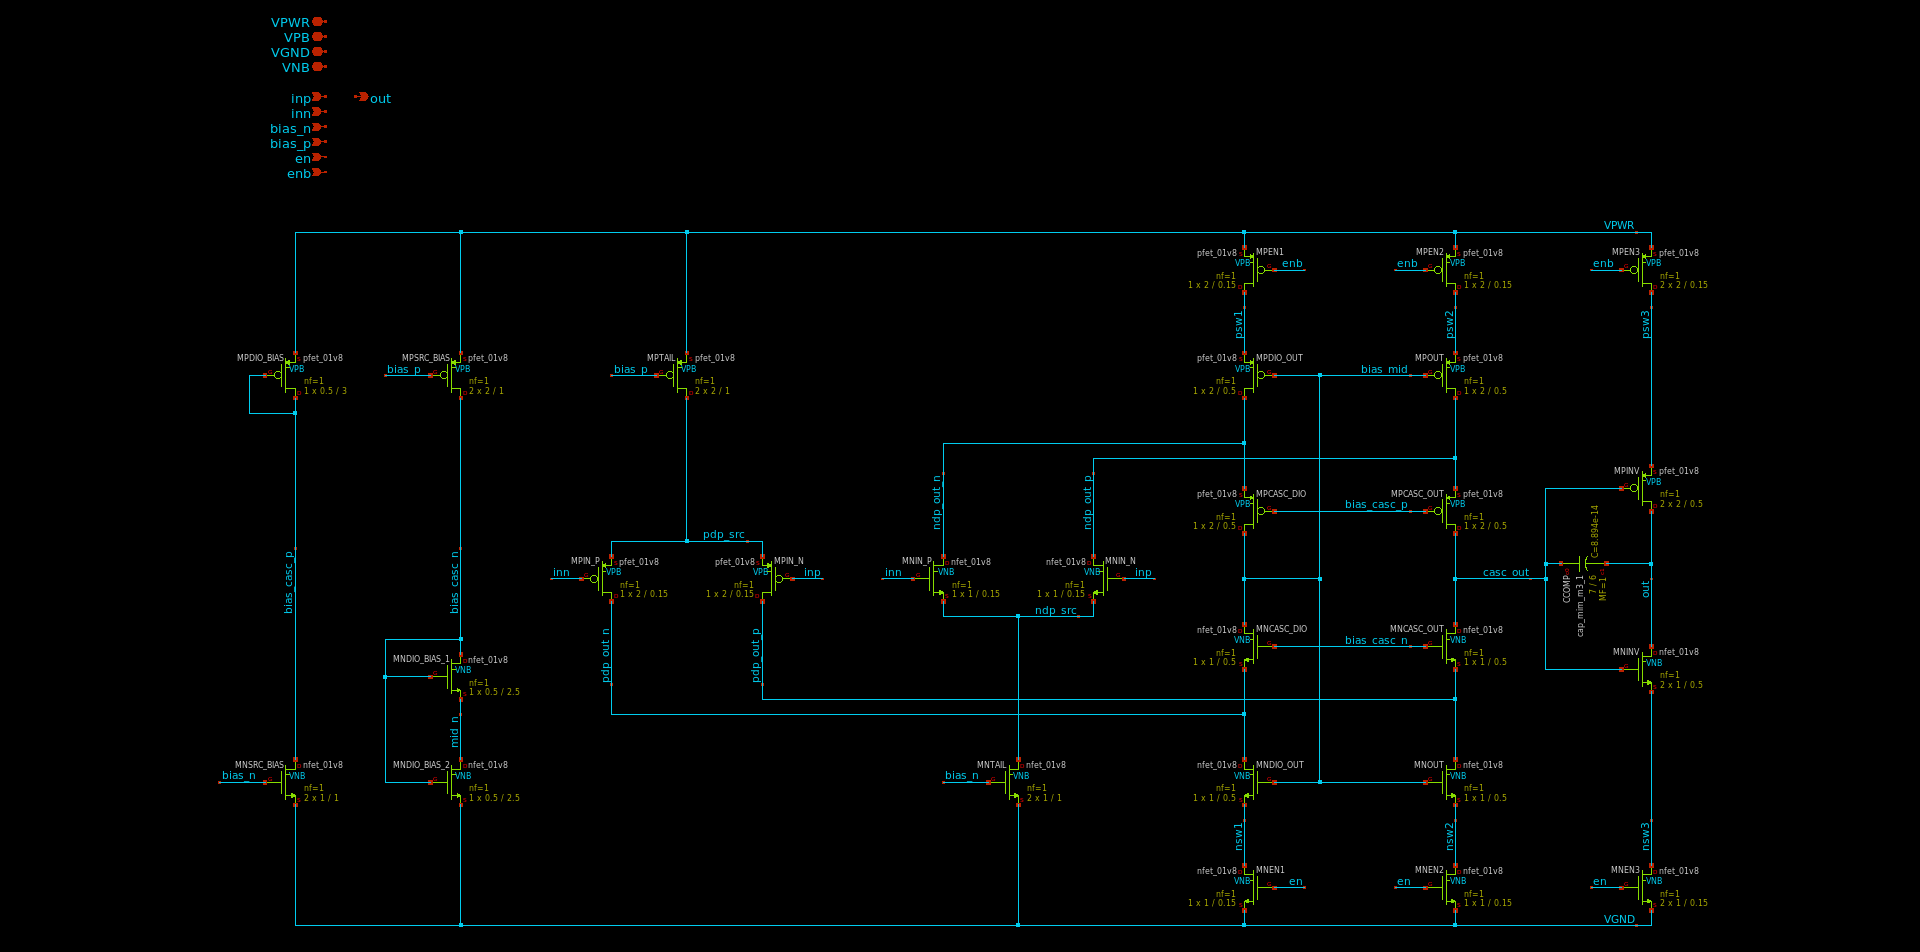 VPWR
VPB
VGND
VNB
inp
out
inn
bias_n
bias_p
en
enb
VPWR
pfet_01v8
MPEN1
VPB
enb
nf=1
1 x 2 / 0.15
psw1
MPEN2
pfet_01v8
enb
VPB
nf=1
1 x 2 / 0.15
psw2
MPEN3
pfet_01v8
enb
VPB
nf=1
2 x 2 / 0.15
psw3
MPDIO_BIAS
pfet_01v8
VPB
nf=1
1 x 0.5 / 3
MPSRC_BIAS
pfet_01v8
bias_p
VPB
nf=1
2 x 2 / 1
MPTAIL
pfet_01v8
bias_p
VPB
nf=1
2 x 2 / 1
pfet_01v8
MPDIO_OUT
VPB
nf=1
1 x 2 / 0.5
bias_mid
MPOUT
pfet_01v8
VPB
nf=1
1 x 2 / 0.5
ndp_out_n
ndp_out_p
pfet_01v8
MPCASC_DIO
VPB
nf=1
1 x 2 / 0.5
bias_casc_p
MPCASC_OUT
pfet_01v8
VPB
nf=1
1 x 2 / 0.5
MPINV
pfet_01v8
VPB
nf=1
2 x 2 / 0.5
bias_casc_p
bias_casc_n
pdp_src
MPIN_P
pfet_01v8
inn
VPB
nf=1
1 x 2 / 0.15
pfet_01v8
MPIN_N
VPB
inp
nf=1
1 x 2 / 0.15
MNIN_P
nfet_01v8
inn
VNB
nf=1
1 x 1 / 0.15
nfet_01v8
MNIN_N
VNB
inp
nf=1
1 x 1 / 0.15
ndp_src
casc_out
CCOMP
cap_mim_m3_1
7 / 6
C=8.894e-14
MF=1
out
pdp_out_n
pdp_out_p
nfet_01v8
MNCASC_DIO
VNB
nf=1
1 x 1 / 0.5
bias_casc_n
MNCASC_OUT
nfet_01v8
VNB
nf=1
1 x 1 / 0.5
MNINV
nfet_01v8
VNB
nf=1
2 x 1 / 0.5
MNDIO_BIAS_1
nfet_01v8
VNB
nf=1
1 x 0.5 / 2.5
mid_n
MNSRC_BIAS
nfet_01v8
bias_n
VNB
nf=1
2 x 1 / 1
MNDIO_BIAS_2
nfet_01v8
VNB
nf=1
1 x 0.5 / 2.5
MNTAIL
nfet_01v8
bias_n
VNB
nf=1
2 x 1 / 1
nfet_01v8
MNDIO_OUT
VNB
nf=1
1 x 1 / 0.5
MNOUT
nfet_01v8
VNB
nf=1
1 x 1 / 0.5
nsw1
nsw2
nsw3
nfet_01v8
MNEN1
VNB
en
nf=1
1 x 1 / 0.15
MNEN2
nfet_01v8
en
VNB
nf=1
1 x 1 / 0.15
MNEN3
nfet_01v8
en
VNB
nf=1
2 x 1 / 0.15
VGND